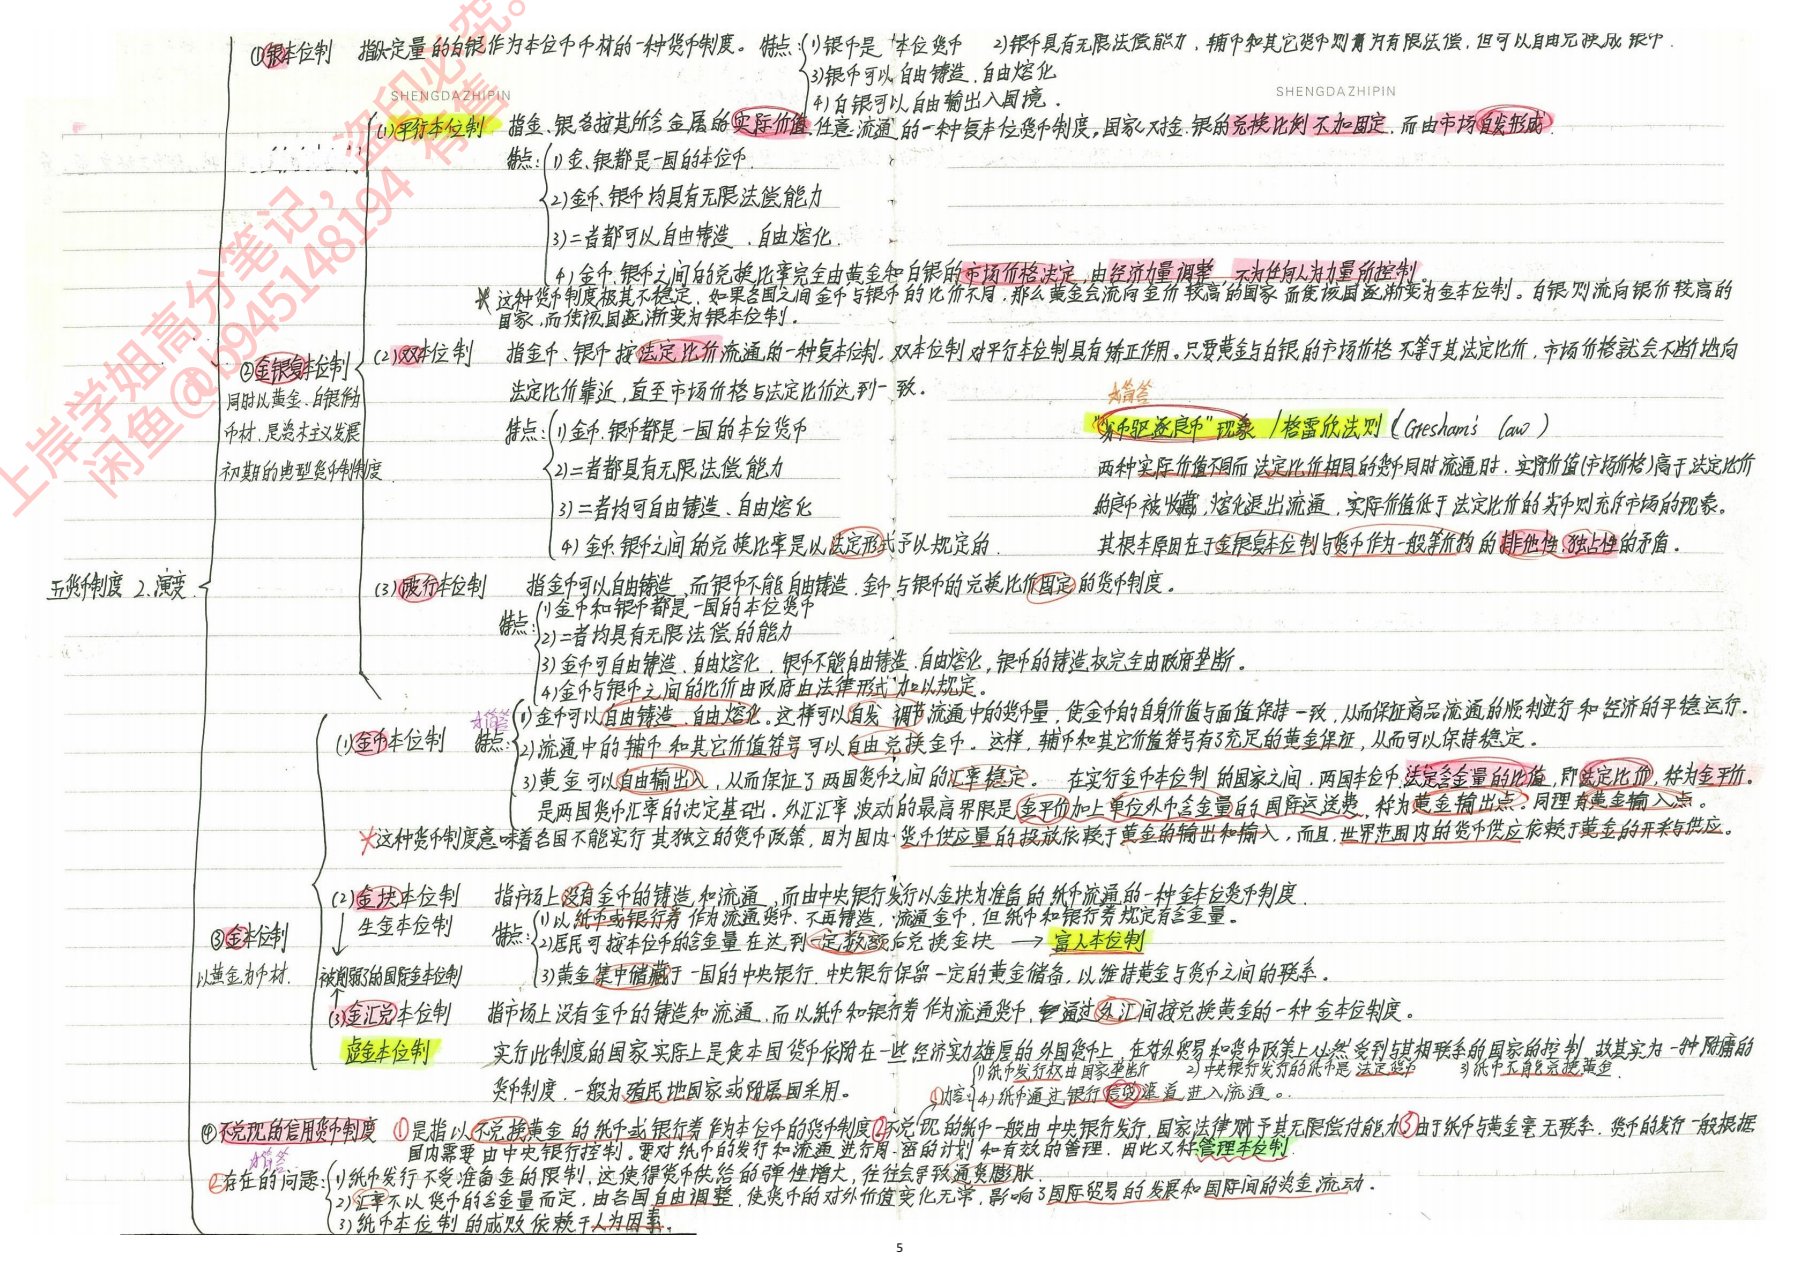 ①银本位制 指以一定量的白银作为本位币币材的一种货币制度。特点：1)银币是一国本位货币 2)银币具有无限法偿能力，辅币和其它货币则常为有限法偿，但可以自由兑换成银币．
3)银币可以自由铸造、自由熔化
SHENGDAZHIPIN SHENGDAZHIPIN
4)白银可以自由输出入国境．
(1)平行本位制 指金、银各按其所含金属的实际价值任意流通的一种复本位货币制度。国家对金、银的兑换比例不加固定，而由市场自发形成．
特点：1)金、银都是一国的本位币
2)金币、银币均具有无限法偿能力
3)二者都可以自由铸造、自由熔化．
4)金币、银币之间的兑换比率完全由黄金和白银的市场价格决定，由经济力量调整，不为任何人为力量所控制．
*这种货币制度极其不稳定，如果各国之间金币与银币的比价不同，那么黄金会流向金价较高的国家而使该国逐渐变为金本位制。白银则流向银价较高的
国家，而使该国逐渐变为银本位制．
②金银复本位制
同时以黄金、白银作为
币材，是资本主义发展
初期的典型货币制度
(2)双本位制 指金币、银币按法定比价流通的一种复本位制．双本位制对平行本位制具有矫正作用。只要黄金与白银的市场价格不等于其法定比价，市场价格就会不断地向
法定比价靠近，直至市场价格与法定比价达到一致。
特点：1)金币、银币都是一国的本位货币
2)二者都具有无限法偿能力
3)二者均可自由铸造、自由熔化
4)金币、银币之间的兑换比率是以法定形式予以规定的．
☆简答
"劣币驱逐良币"现象/格雷欣法则(Gresham's Law)
两种实际价值不同而法定比价相同的货币同时流通时，实际价值(市场价格)高于法定比价
的良币被收藏、熔化退出流通，实际价值低于法定比价的劣币则充斥市场的现象。
其根本原因在于金银复本位制与货币作为一般等价物的排他性、独占性的矛盾。
五货币制度 2.演变．
(3)跛行本位制 指金币可以自由铸造，而银币不能自由铸造，金币与银币的兑换比价固定的货币制度。
特点：1)金币和银币都是一国的本位货币
2)二者均具有无限法偿的能力
3)金币可自由铸造、自由熔化，银币不能自由铸造、自由熔化，银币的铸造权完全由政府垄断。
4)金币与银币之间的比价由政府由法律形式加以规定。
(1)金币本位制
☆简答
特点：1)金币可以自由铸造、自由熔化。这样可以自发调节流通中的货币量，使金币的自身价值与面值保持一致，从而保证商品流通的顺利进行和经济的平稳运行．
2)流通中的辅币和其它价值符号可以自由兑换金币．这样，辅币和其它价值符号有了充足的黄金保证，从而可以保持稳定。
3)黄金可以自由输出入，从而保证了两国货币之间的汇率稳定。 在实行金币本位制的国家之间，两国本位币法定含金量的比值，即法定比价，称为金平价．
是两国货币汇率的决定基础．外汇汇率波动的最高界限是金平价加上单位外币含金量的国际运送费，称为黄金输出点。同理有黄金输入点。
*这种货币制度意味着各国不能实行其独立的货币政策，因为国内货币供应量的投放依赖于黄金的输出和输入，而且，世界范围内的货币供应依赖于黄金的开采与供应。
(2)金块本位制 指市场上没有金币的铸造和流通，而由中央银行发行以金块为准备的纸币流通的一种金本位货币制度
生金本位制
特点：1)以纸币或银行券作为流通货币，不再铸造、流通金币，但纸币和银行券规定有含金量。
2)居民可按本位币的含金量在达到一定数额后兑换金块 → 富人本位制
3)黄金集中储藏于一国的中央银行，中央银行保留一定的黄金储备，以维持黄金与货币之间的联系。
③金本位制
以黄金为币材．
被削弱了的国际金本位制
(3)金汇兑本位制 指市场上没有金币的铸造和流通，而以纸币和银行券作为流通货币，通过外汇间接兑换黄金的一种金本位制度。
虚金本位制 实行此制度的国家实际上是使本国货币依附在一些经济实力雄厚的外国货币上，在对外贸易和货币政策上必然受到与其相联系的国家的控制，故其实为一种附庸的
货币制度，一般为殖民地国家或附属国采用。
①内容：1)纸币发行权由国家垄断 2)中央银行发行的纸币是法定货币 3)纸币不能兑换黄金．
4)纸币通过银行信贷渠道进入流通。
④不兑现的信用货币制度 ①是指以不兑换黄金的纸币或银行券作为本位币的货币制度②不兑现的纸币一般由中央银行发行，国家法律赋予其无限偿付能力③由于纸币与黄金毫无联系，货币的发行一般根据
国内需要由中央银行控制。要对纸币的发行和流通进行周密的计划和有效的管理．因此又称管理本位制
☆简答
②存在的问题：1)纸币发行不受准备金的限制，这使得货币供给的弹性增大，往往会导致通货膨胀．
2)汇率不以货币的含金量而定，由各国自由调整，使货币的对外价值变化无常，影响了国际贸易的发展和国际间的资金流动．
3)纸币本位制的成败依赖于人为因素。
上岸学姐高分笔记，盗印必究。
闲鱼@b945148194 有售
5